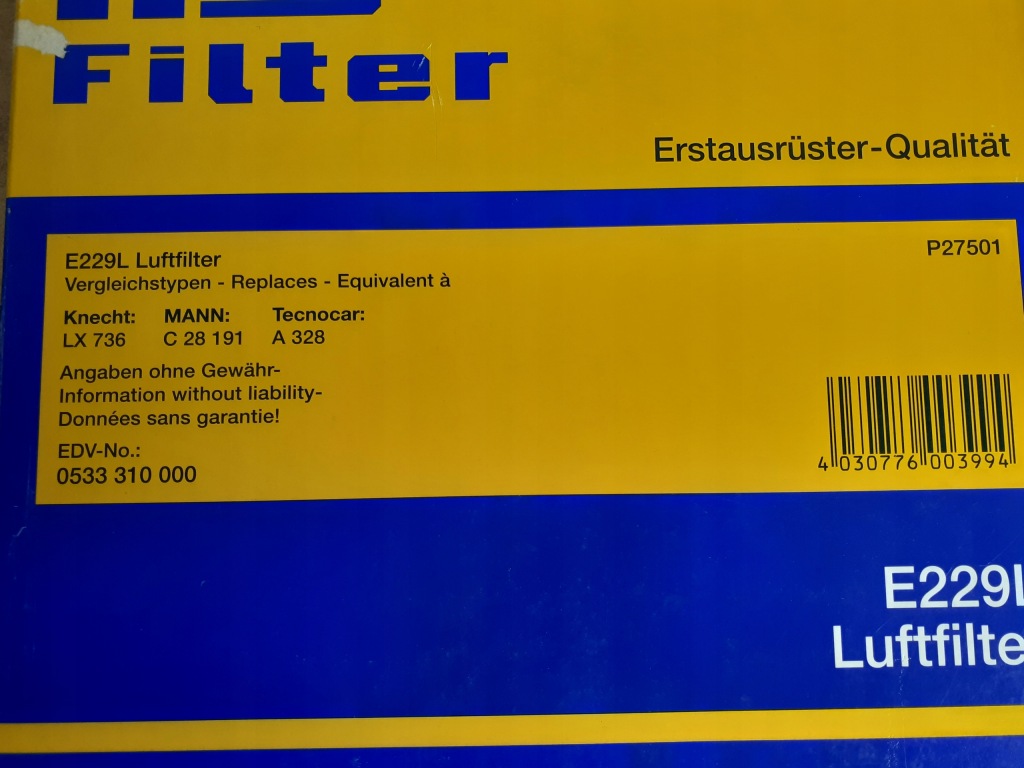 Filter
Erstausrüster-Qualität
E229L Luftfilter
P27501
Vergleichstypen - Replaces - Equivalent à
Knecht: MANN: Tecnocar:
LX 736 C 28 191 A 328
Angaben ohne Gewähr-
Information without liability-
Données sans garantie!
EDV-No.:
0533 310 000
4 030776 003994
E229L
Luftfilte